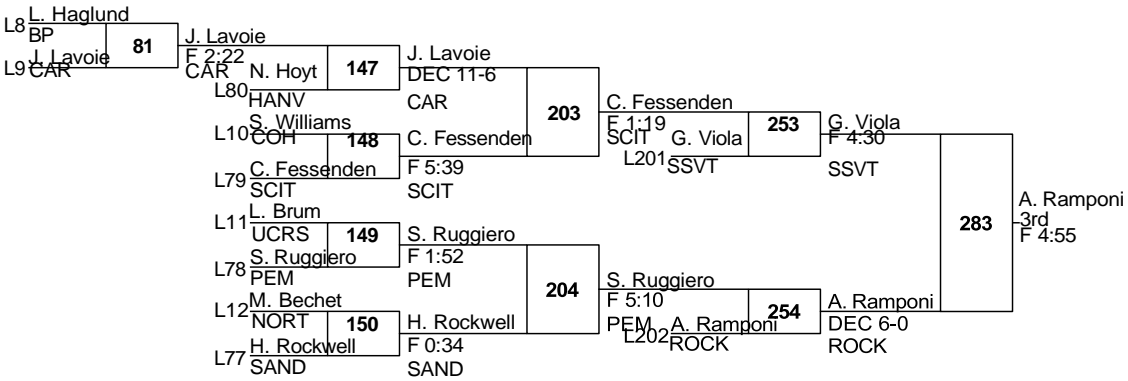 L8 L. Haglund
BP
81
L9 J. Lavoie
CAR
J. Lavoie
F 2:22
CAR
L80 N. Hoyt
HANV
147
J. Lavoie
DEC 11-6
CAR
L10 S. Williams
COH
148
L79 C. Fessenden
SCIT
C. Fessenden
F 5:39
SCIT
203
C. Fessenden
F 1:19
SCIT
L201 G. Viola
SSVT
253
G. Viola
F 4:30
SSVT
L11 L. Brum
UCRS
149
L78 S. Ruggiero
PEM
S. Ruggiero
F 1:52
PEM
L12 M. Bechet
NORT
150
L77 H. Rockwell
SAND
H. Rockwell
F 0:34
SAND
204
S. Ruggiero
F 5:10
PEM
L202 A. Ramponi
ROCK
254
A. Ramponi
DEC 6-0
ROCK
283
A. Ramponi
3rd
F 4:55